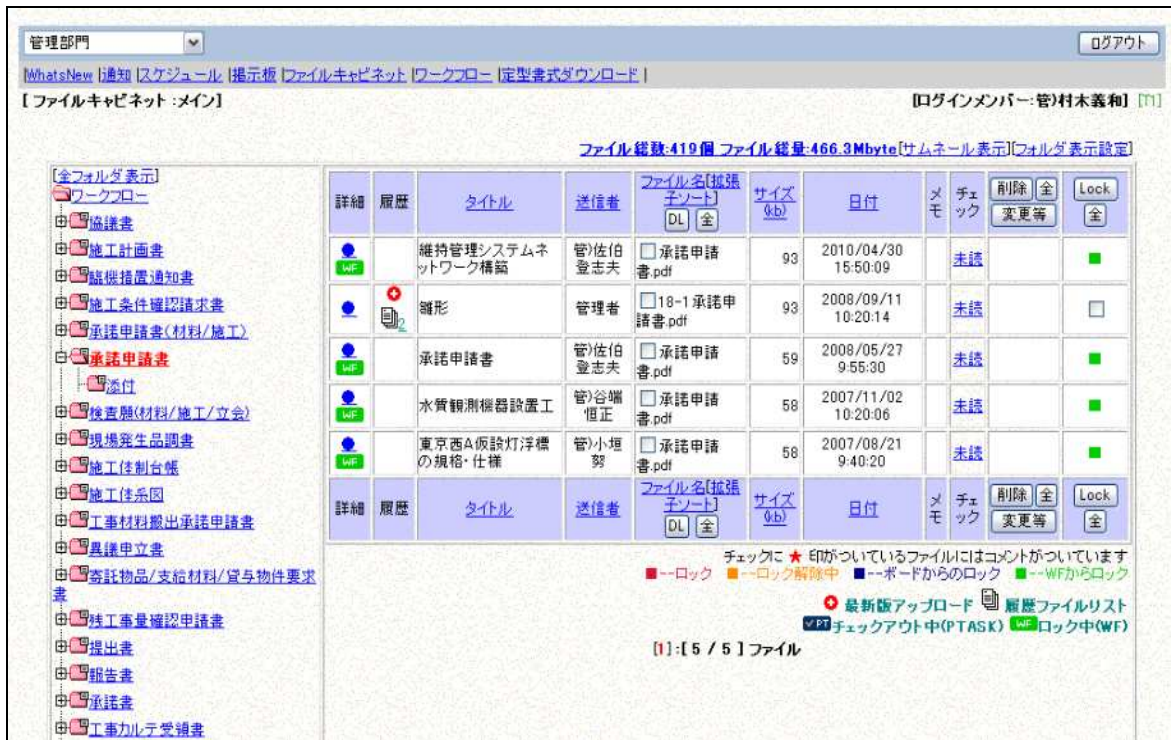 管理部門
ログアウト
|WhatsNew |通知 |スケジュール |掲示板 |ファイルキャビネット |ワークフロー |定型書式ダウンロード |
[ファイルキャビネット :メイン]
[ログインメンバー:管)村木義和] [T1]
ファイル総数:419個 ファイル総量:466.3Mbyte[サムネール表示][フォルダ表示設定]
[全フォルダ表示]
ワークフロー
協議書
施工計画書
臨機措置通知書
施工条件確認請求書
承諾申請書(材料/施工)
承諾申請書
添付
検査願(材料/施工/立会)
現場発生品調書
施工体制台帳
施工体系図
工事材料搬出承諾申請書
異議申立書
寄託物品/支給材料/貸与物件要求
書
残工事量確認申請書
提出書
報告書
承諾書
工事カルテ受領書
詳細 履歴 タイトル 送信者 ファイル名[拡張子ソート] DL 全 サイズ(kb) 日付 メモ チェック 削除 全 変更等 Lock 全
WF 維持管理システムネットワーク構築 管)佐伯登志夫 承諾申請書.pdf 93 2010/04/30 15:50:09 未読
2 雛形 管理者 18-1承諾申請書.pdf 93 2008/09/11 10:20:14 未読
WF 承諾申請書 管)佐伯登志夫 承諾申請書.pdf 59 2008/05/27 9:55:30 未読
WF 水質観測機器設置工 管)谷端恒正 承諾申請書.pdf 58 2007/11/02 10:20:06 未読
WF 東京西A仮設灯浮標の規格・仕様 管)小垣努 承諾申請書.pdf 58 2007/08/21 9:40:20 未読
詳細 履歴 タイトル 送信者 ファイル名[拡張子ソート] DL 全 サイズ(kb) 日付 メモ チェック 削除 全 変更等 Lock 全
チェックに ★ 印がついているファイルにはコメントがついています
■--ロック ■--ロック解除中 ■--ボードからのロック ■--WFからロック
最新版アップロード 履歴ファイルリスト
PTチェックアウト中(PTASK) WFロック中(WF)
[1]:[ 5 / 5 ] ファイル